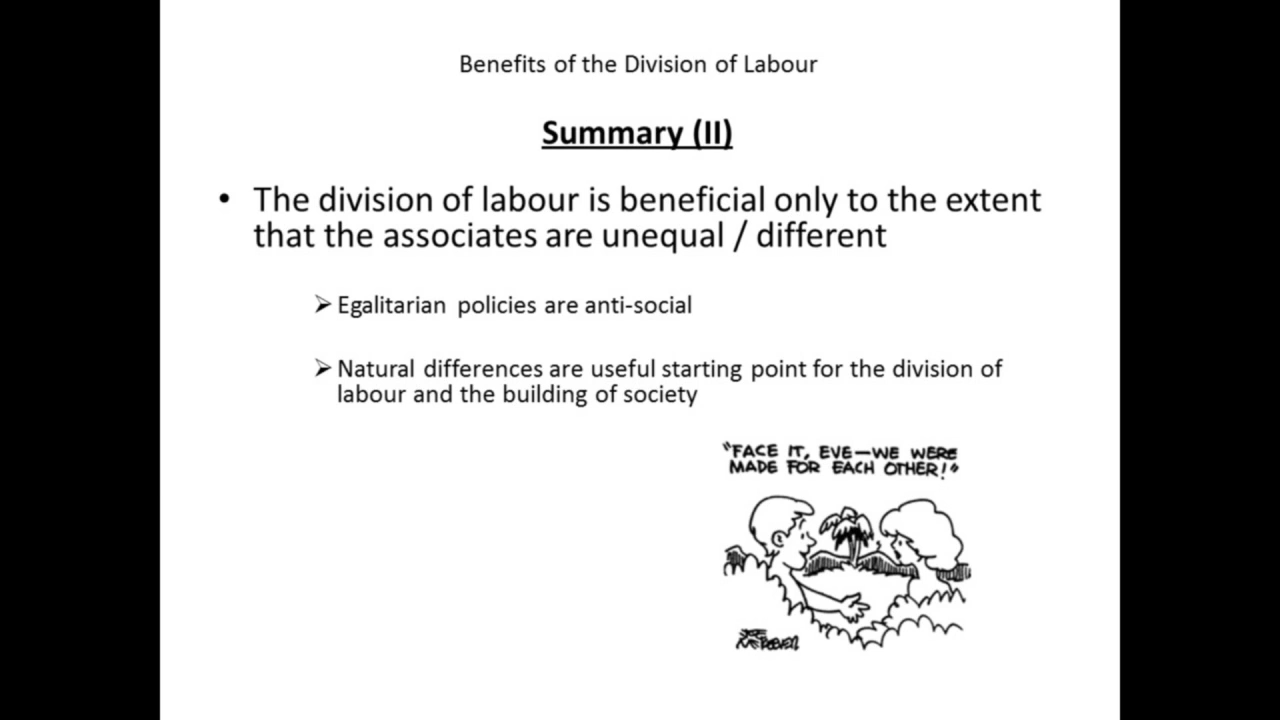 Benefits of the Division of Labour
Summary (II)
• The division of labour is beneficial only to the extent
that the associates are unequal / different
➢ Egalitarian policies are anti-social
➢ Natural differences are useful starting point for the division of
labour and the building of society
"FACE IT, EVE—WE WERE
MADE FOR EACH OTHER!"
JOE